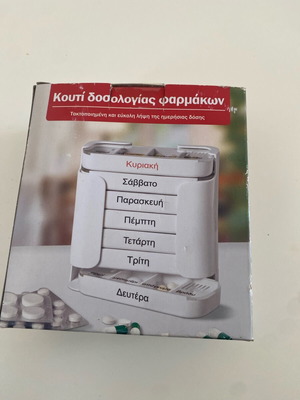 Κουτί δοσολογίας φαρμάκων
Τακτοποιημένη και εύκολη λήψη της ημερήσιας δόσης
Κυριακή
Σάββατο
Παρασκευή
Πέμπτη
Τετάρτη
Τρίτη
Δευτέρα